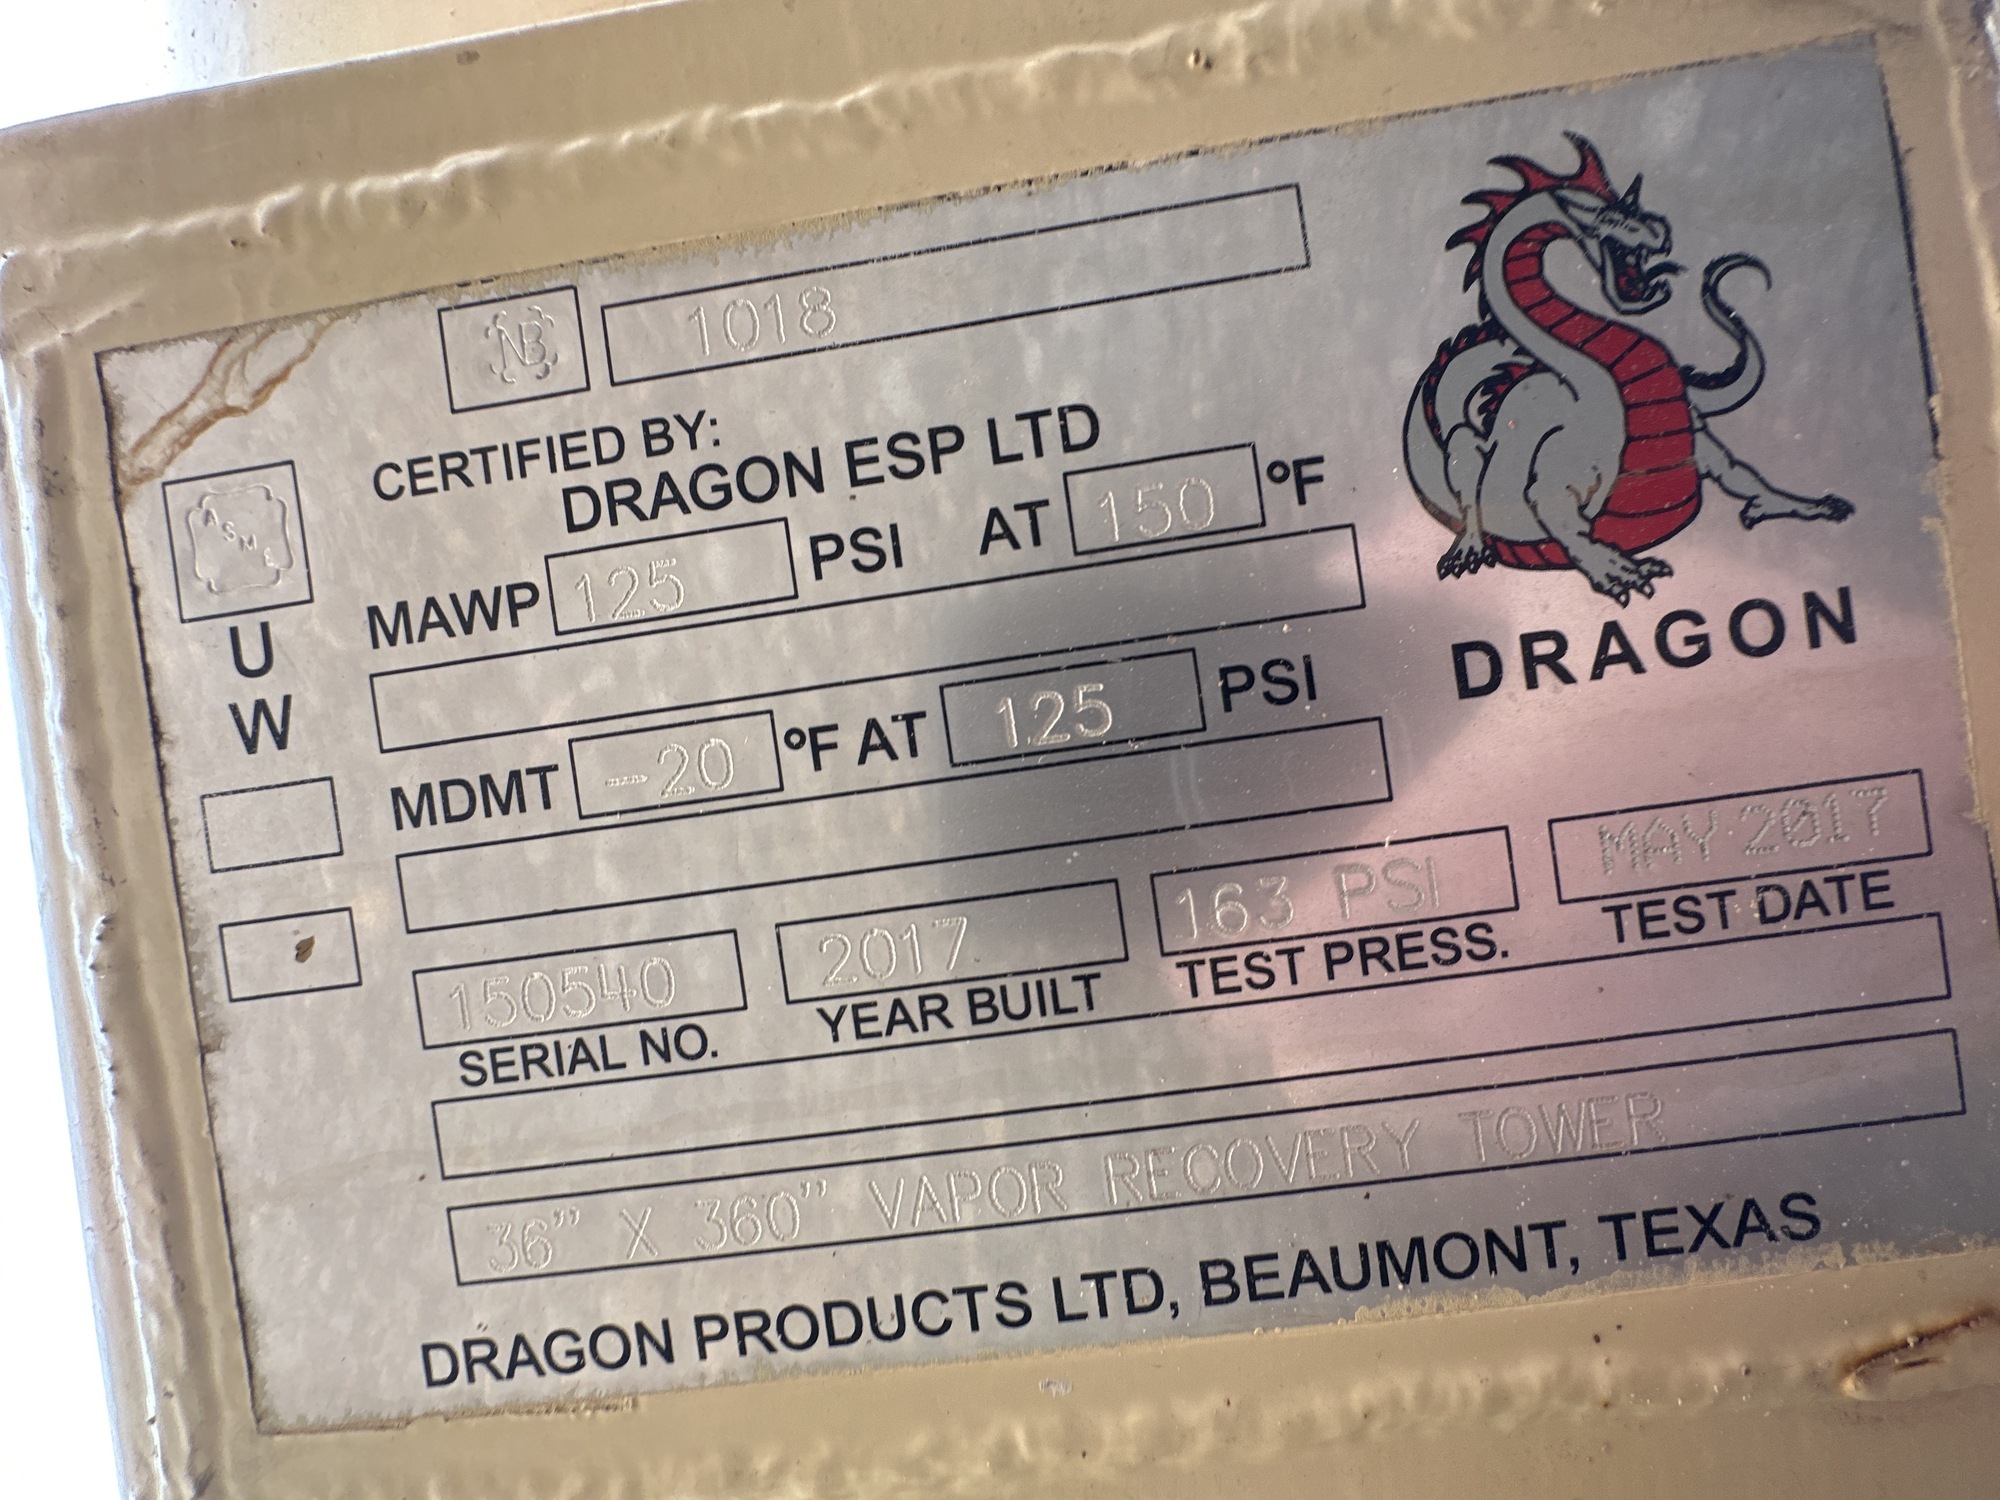 NB 1018
CERTIFIED BY:
DRAGON ESP LTD
ASME
U
W
MAWP 125 PSI AT 150 °F
MDMT -20 °F AT 125 PSI
DRAGON
150540 2017 163 PSI MAY 2017
SERIAL NO. YEAR BUILT TEST PRESS. TEST DATE
36" X 360" VAPOR RECOVERY TOWER
DRAGON PRODUCTS LTD, BEAUMONT, TEXAS